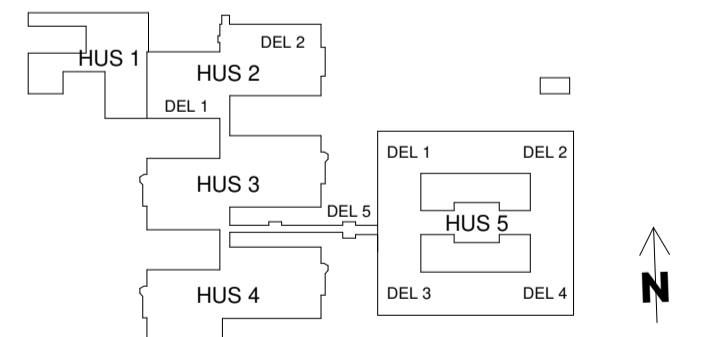 DEL 2
HUS 1
HUS 2
DEL 1
DEL 1
DEL 2
HUS 3
DEL 5
HUS 5
HUS 4
DEL 3
DEL 4
N